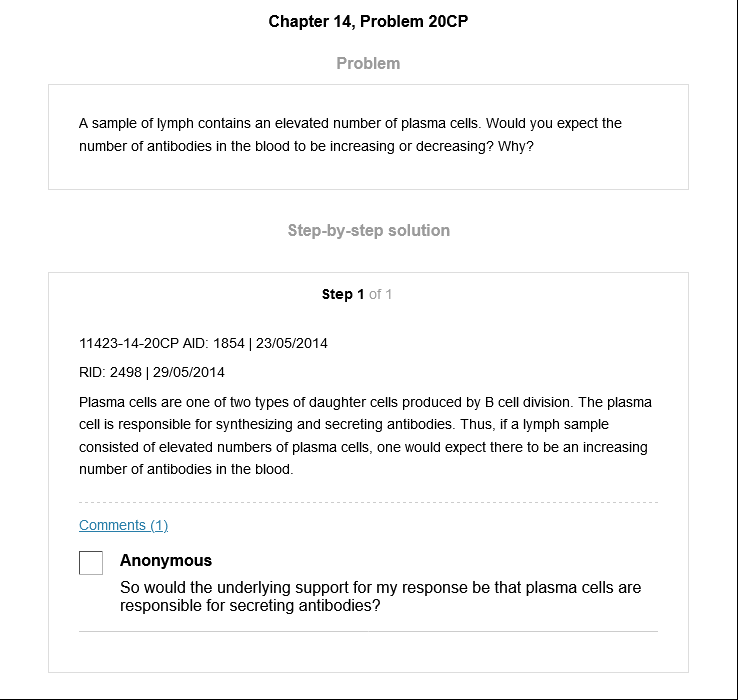 Chapter 14, Problem 20CP
Problem
A sample of lymph contains an elevated number of plasma cells. Would you expect the
number of antibodies in the blood to be increasing or decreasing? Why?
Step-by-step solution
Step 1 of 1
11423-14-20CP AID: 1854 | 23/05/2014
RID: 2498 | 29/05/2014
Plasma cells are one of two types of daughter cells produced by B cell division. The plasma
cell is responsible for synthesizing and secreting antibodies. Thus, if a lymph sample
consisted of elevated numbers of plasma cells, one would expect there to be an increasing
number of antibodies in the blood.
Comments (1)
Anonymous
So would the underlying support for my response be that plasma cells are
responsible for secreting antibodies?